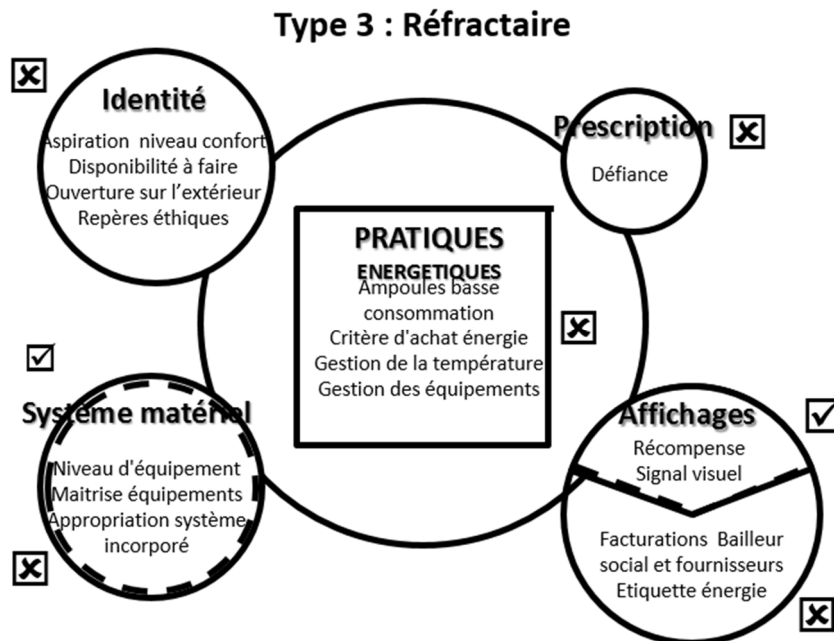 Type 3 : Réfractaire
Identité
Aspiration niveau confort
Disponibilité à faire
Ouverture sur l'extérieur
Repères éthiques
Prescription
Défiance
PRATIQUES
ENERGETIQUES
Ampoules basse
consommation
Critère d'achat énergie
Gestion de la température
Gestion des équipements
Système matériel
Niveau d'équipement
Maitrise équipements
Appropriation système
incorporé
Affichages
Récompense
Signal visuel
Facturations Bailleur
social et fournisseurs
Etiquette énergie